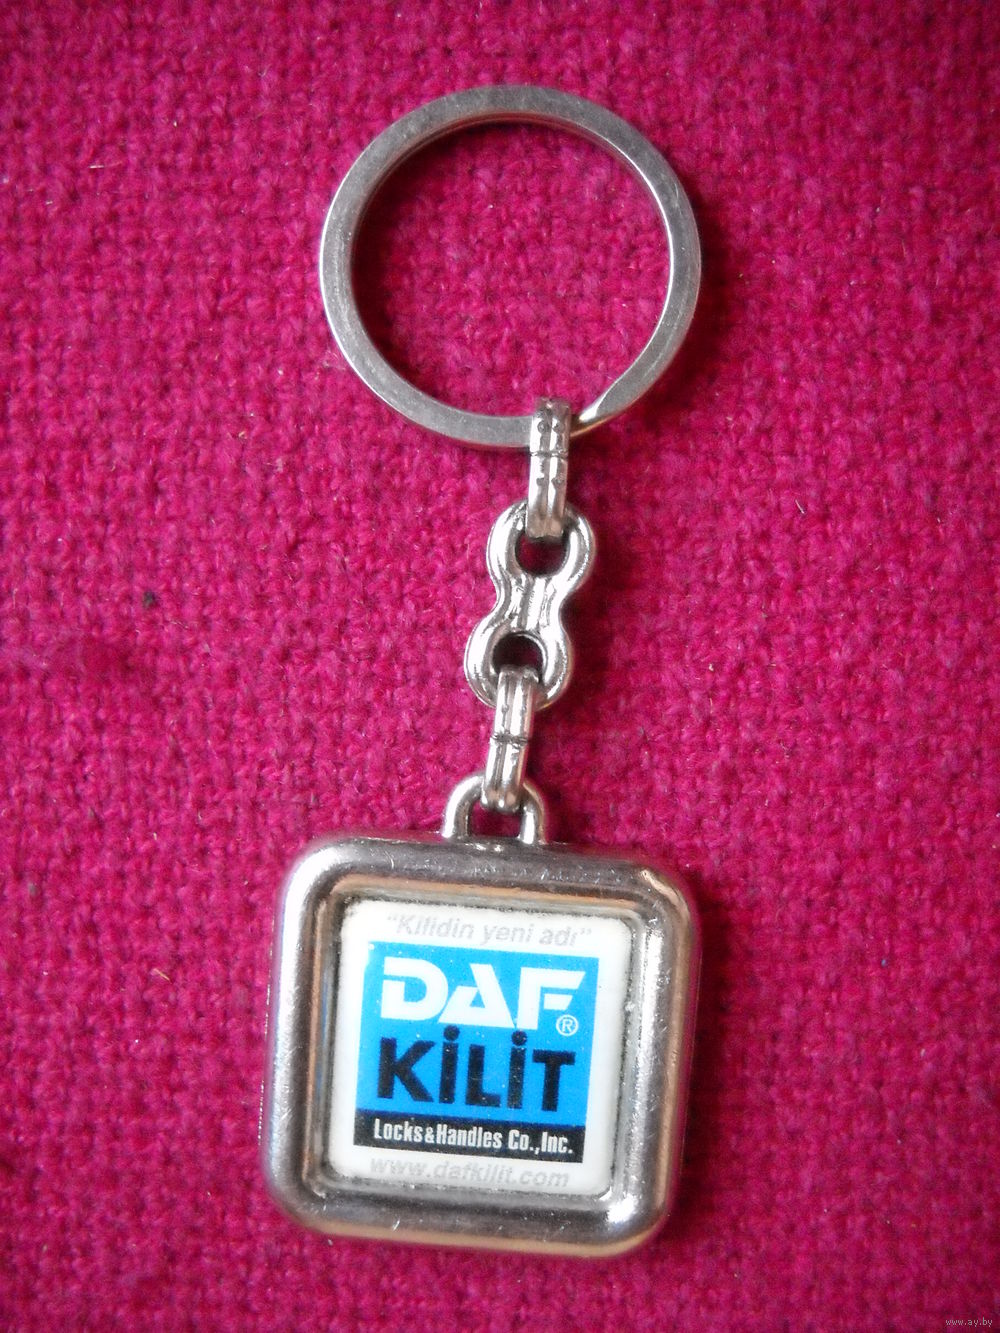 "Kilidin yeni adı"
DAF®
KİLİT
Locks&Handles Co.,Inc.
www.dafkilit.com
www.ay.by